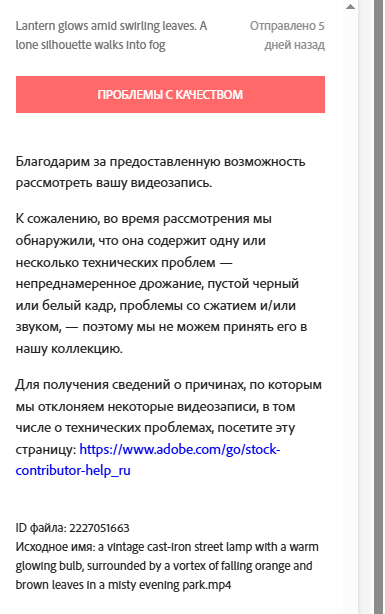 Lantern glows amid swirling leaves. A
lone silhouette walks into fog
Отправлено 5
дней назад
ПРОБЛЕМЫ С КАЧЕСТВОМ
Благодарим за предоставленную возможность
рассмотреть вашу видеозапись.
К сожалению, во время рассмотрения мы
обнаружили, что она содержит одну или
несколько технических проблем —
непреднамеренное дрожание, пустой черный
или белый кадр, проблемы со сжатием и/или
звуком, — поэтому мы не можем принять его в
нашу коллекцию.
Для получения сведений о причинах, по которым
мы отклоняем некоторые видеозаписи, в том
числе о технических проблемах, посетите эту
страницу: https://www.adobe.com/go/stock-
contributor-help_ru
ID файла: 2227051663
Исходное имя: a vintage cast-iron street lamp with a warm
glowing bulb, surrounded by a vortex of falling orange and
brown leaves in a misty evening park.mp4